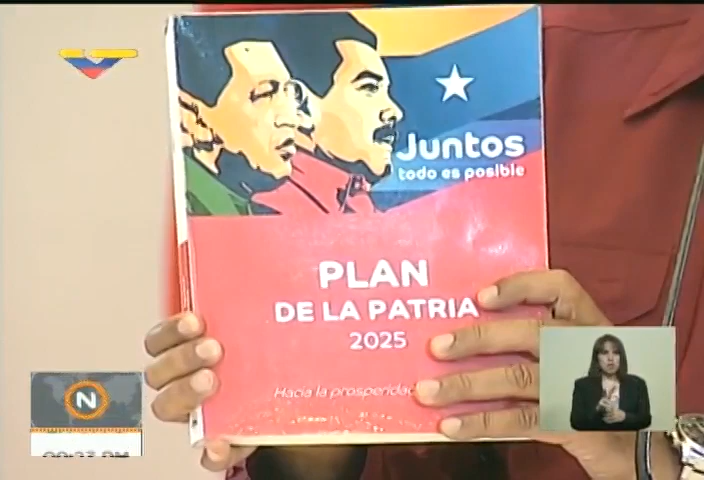 Juntos
todo es posible
PLAN
DE LA PATRIA
2025
Hacia la prosperidad
N